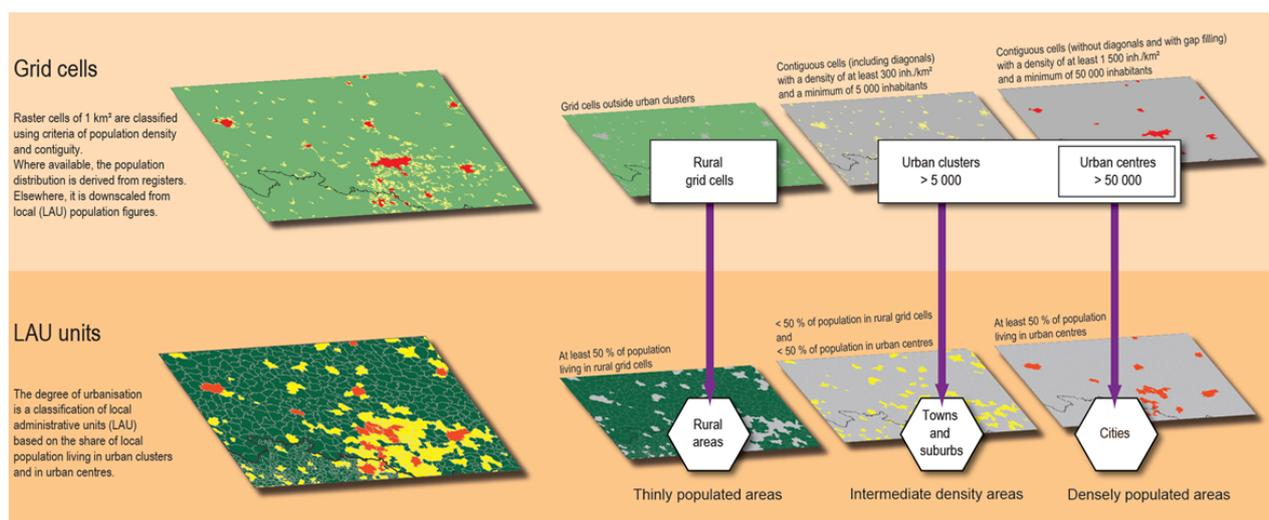 Grid cells
Raster cells of 1 km² are classified
using criteria of population density
and contiguity.
Where available, the population
distribution is derived from registers.
Elsewhere, it is downscaled from
local (LAU) population figures.
Grid cells outside urban clusters
Contiguous cells (including diagonals)
with a density of at least 300 inh./km²
and a minimum of 5 000 inhabitants
Contiguous cells (without diagonals and with gap filling)
with a density of at least 1 500 inh./km²
and a minimum of 50 000 inhabitants
Rural
grid cells
Urban clusters
> 5 000
Urban centres
> 50 000
LAU units
The degree of urbanisation
is a classification of local
administrative units (LAU)
based on the share of local
population living in urban clusters
and in urban centres.
At least 50 % of population
living in rural grid cells
< 50 % of population in rural grid cells
and
< 50 % of population in urban centres
At least 50 % of population
living in urban centres
Rural
areas
Towns
and
suburbs
Cities
Thinly populated areas
Intermediate density areas
Densely populated areas